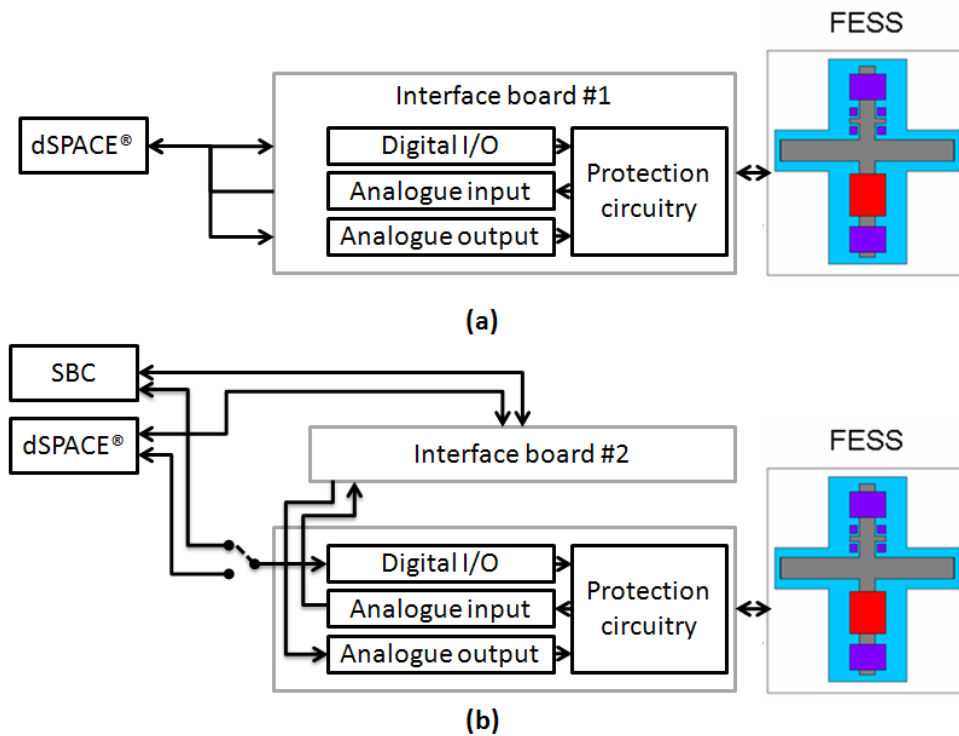 FESS
Interface board #1
dSPACE®
Digital I/O
Analogue input
Analogue output
Protection
circuitry
(a)
SBC
dSPACE®
Interface board #2
FESS
Digital I/O
Analogue input
Analogue output
Protection
circuitry
(b)